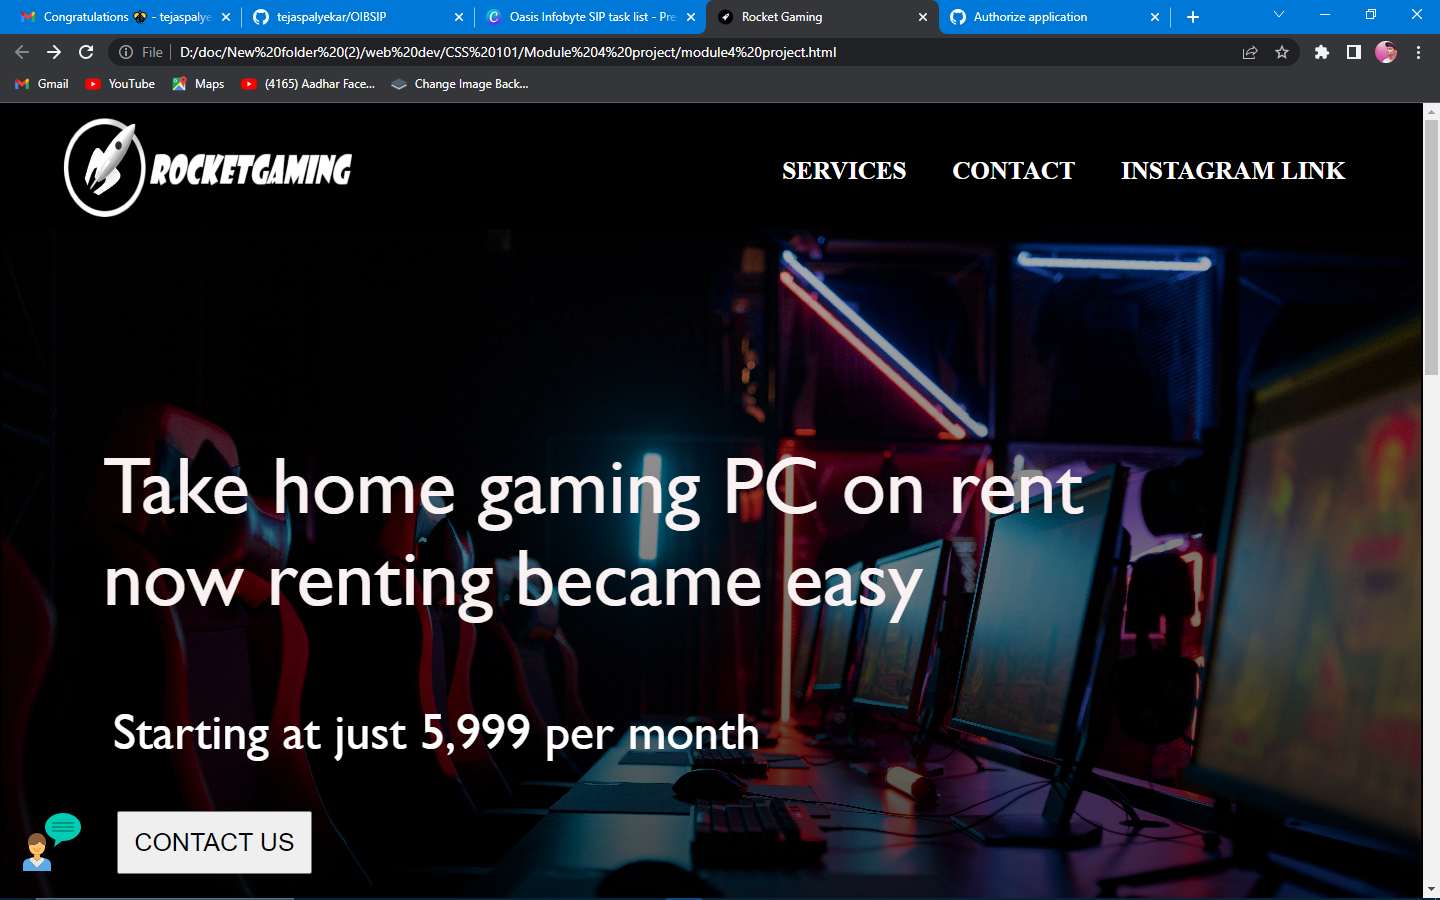 Congratulations 🐝 - tejaspalye
tejaspalyekar/OIBSIP
Oasis Infobyte SIP task list - Pre
Rocket Gaming
Authorize application
File
D:/doc/New%20folder%20(2)/web%20dev/CSS%20101/Module%204%20project/module4%20project.html
Gmail
YouTube
Maps
(4165) Aadhar Face...
Change Image Back...
ROCKETGAMING
SERVICES
CONTACT
INSTAGRAM LINK
Take home gaming PC on rent
now renting became easy
Starting at just 5,999 per month
CONTACT US